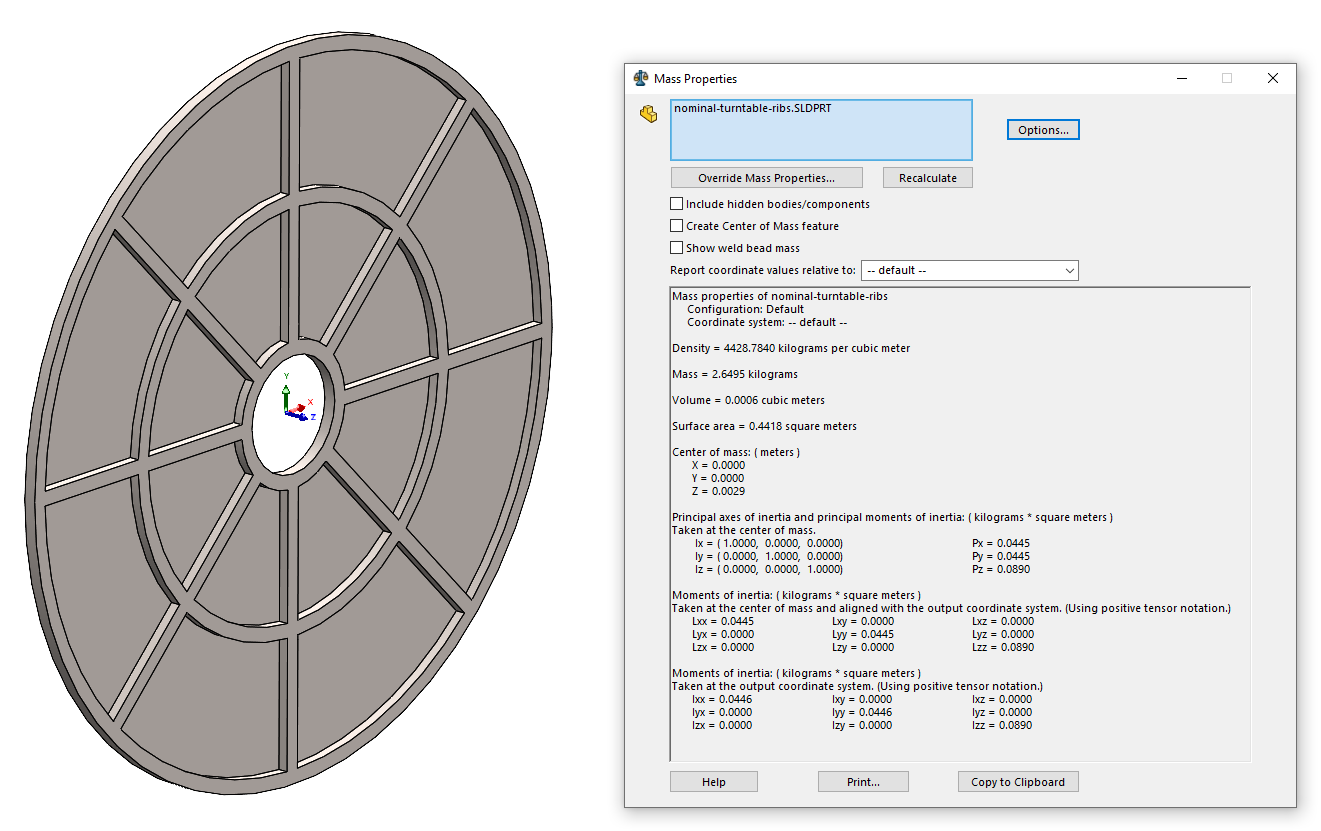 Mass Properties
nominal-turntable-ribs.SLDPRT
Options...
Override Mass Properties...
Recalculate
Include hidden bodies/components
Create Center of Mass feature
Show weld bead mass
Report coordinate values relative to: -- default --
Mass properties of nominal-turntable-ribs
Configuration: Default
Coordinate system: -- default --
Density = 4428.7840 kilograms per cubic meter
Mass = 2.6495 kilograms
Volume = 0.0006 cubic meters
Surface area = 0.4418 square meters
Center of mass: ( meters )
X = 0.0000
Y = 0.0000
Z = 0.0029
Principal axes of inertia and principal moments of inertia: ( kilograms * square meters )
Taken at the center of mass.
Ix = ( 1.0000, 0.0000, 0.0000) Px = 0.0445
Iy = ( 0.0000, 1.0000, 0.0000) Py = 0.0445
Iz = ( 0.0000, 0.0000, 1.0000) Pz = 0.0890
Moments of inertia: ( kilograms * square meters )
Taken at the center of mass and aligned with the output coordinate system. (Using positive tensor notation.)
Lxx = 0.0445 Lxy = 0.0000 Lxz = 0.0000
Lyx = 0.0000 Lyy = 0.0445 Lyz = 0.0000
Lzx = 0.0000 Lzy = 0.0000 Lzz = 0.0890
Moments of inertia: ( kilograms * square meters )
Taken at the output coordinate system. (Using positive tensor notation.)
Ixx = 0.0446 Ixy = 0.0000 Ixz = 0.0000
Iyx = 0.0000 Iyy = 0.0446 Iyz = 0.0000
Izx = 0.0000 Izy = 0.0000 Izz = 0.0890
Help
Print...
Copy to Clipboard
Y
X
Z